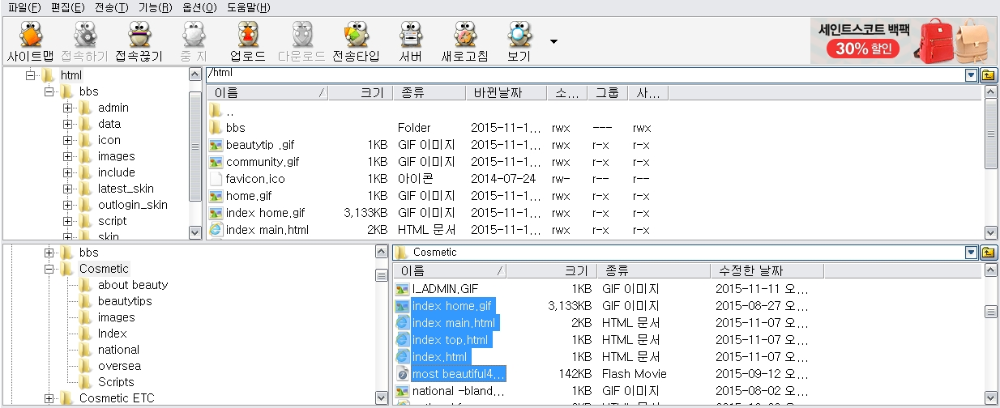 파일(F) 편집(E) 전송(T) 기능(R) 옵션(O) 도움말(H)
사이트맵 접속하기 접속끊기 중 지 업로드 다운로드 전송타입 서버 새로고침 보기
세인트스코트 백팩
30% 할인
html
bbs
admin
data
icon
images
include
latest_skin
outlogin_skin
script
skin
/html
이름 / 크기 종류 바뀐날짜 소... 그룹 사...
..
bbs Folder 2015-11-1... rwx --- rwx
beautytip .gif 1KB GIF 이미지 2015-11-1... rwx r-x r-x
community.gif 1KB GIF 이미지 2015-11-1... rwx r-x r-x
favicon.ico 1KB 아이콘 2014-07-24 rw- r-- r--
home.gif 1KB GIF 이미지 2015-11-1... rwx r-x r-x
index home.gif 3,133KB GIF 이미지 2015-11-1... rwx r-x r-x
index main.html 2KB HTML 문서 2015-11-1... rwx r-x r-x
bbs
Cosmetic
about beauty
beautytips
images
Index
national
oversea
Scripts
Cosmetic ETC
Cosmetic
이름 / 크기 종류 수정한 날짜
I_ADMIN.GIF 1KB GIF 이미지 2015-11-11 오...
index home.gif 3,133KB GIF 이미지 2015-08-27 오...
index main.html 2KB HTML 문서 2015-11-07 오...
index top.html 1KB HTML 문서 2015-11-07 오...
index.html 1KB HTML 문서 2015-11-07 오...
most beautiful4... 142KB Flash Movie 2015-09-12 오...
national -bland... 1KB GIF 이미지 2015-08-02 오...